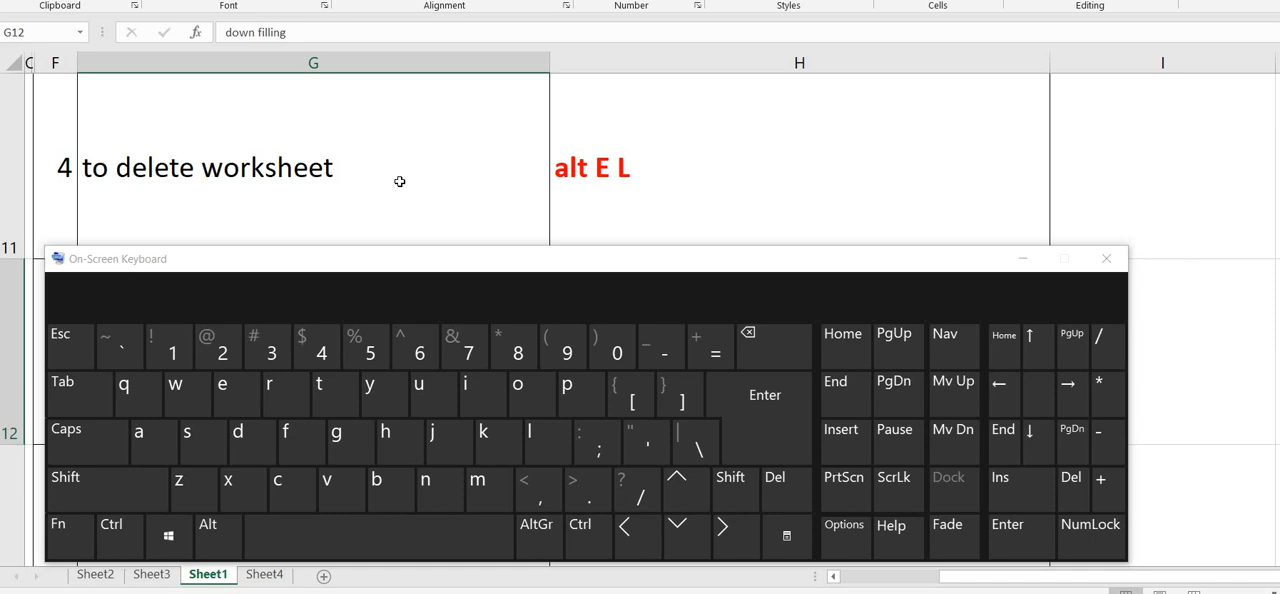 Clipboard Font Alignment Number Styles Cells Editing
G12 fx down filling
C F G H I
4 to delete worksheet alt E L
11
On-Screen Keyboard
Esc ~ ` ! 1 @ 2 # 3 $ 4 % 5 ^ 6 & 7 * 8 ( 9 ) 0 _ - + = Home PgUp Nav Home ↑ PgUp /
Tab q w e r t y u i o p { [ } ] Enter End PgDn Mv Up ← → *
12
Caps a s d f g h j k l : ; " ' | \ Insert Pause Mv Dn End ↓ PgDn -
Shift z x c v b n m < , > . ? / Shift Del PrtScn ScrLk Dock Ins Del +
Fn Ctrl Alt AltGr Ctrl Options Help Fade Enter NumLock
Sheet2 Sheet3 Sheet1 Sheet4